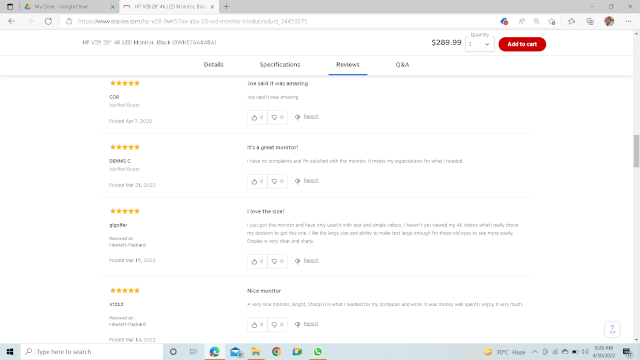 My Drive - Google Drive
HP V28 28" 4K LED Monitor, Black
https://www.staples.com/hp-v28-9wh57aa-aba-28-led-monitor-black/product_24455075
HP V28 28" 4K LED Monitor, Black (9WH57AA#ABA)
$289.99
Quantity
1
Add to cart
Details
Specifications
Reviews
Q&A
Joe said it was amazing
COR
Joe said it was amazing
Verified Buyer
0
0
Report
Posted Apr 7, 2022
It's a great monitor!
DENNIS C.
I have no complaints and I'm satisfied with the monitor. It meets my expectations for what I needed.
Verified Buyer
0
0
Report
Posted Mar 31, 2022
I love the size!
glgolfer
I just got the monitor and have only used it with text and simple videos. I haven't yet viewed my 4K videos which really drove
my decision to get this one. I like the large size and ability to make text large enough for these old eyes to see more easily.
Display is very clear and sharp.
Reviewed at:
Hewlett-Packard
Posted Mar 15, 2022
0
0
Report
Nice monitor
irt213
A very nice monitor, Bright, Sharp! It is what I needed for my computer and work! It was money well spent! I enjoy it very much.
Reviewed at:
Hewlett-Packard
0
0
Report
Posted Mar 14, 2022
Type here to search
30°C Haze
8:20 AM
4/30/2022